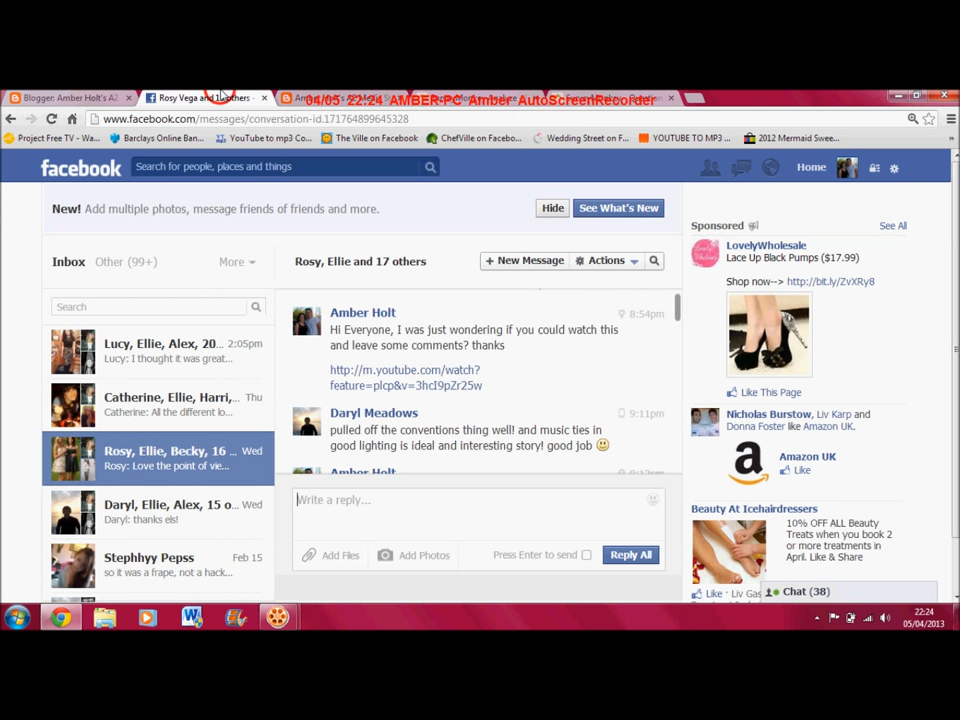 Blogger: Amber Holt's A2
Rosy Vega and 17 others
04/05 22:24 AMBER-PC Amber AutoScreenRecorder
www.facebook.com/messages/conversation-id.171764899645328
Project Free TV - Wa...
Barclays Online Ban...
YouTube to mp3 Co...
The Ville on Facebook
ChefVille on Facebo...
Wedding Street on F...
YOUTUBE TO MP3 ...
2012 Mermaid Swee...
facebook
Search for people, places and things
Home
New! Add multiple photos, message friends of friends and more.
Hide
See What's New
Sponsored
See All
Inbox
Other (99+)
More
Rosy, Ellie and 17 others
+ New Message
Actions
LovelyWholesale
Lace Up Black Pumps ($17.99)
Shop now--> http://bit.ly/ZvXRy8
Like This Page
Search
Lucy, Ellie, Alex, 20...
2:05pm
Lucy: I thought it was great...
Catherine, Ellie, Harri,...
Thu
Catherine: All the different lo...
Rosy, Ellie, Becky, 16 ...
Wed
Rosy: Love the point of vie...
Daryl, Ellie, Alex, 15 o...
Wed
Daryl: thanks els!
Stephhyy Pepss
Feb 15
so it was a frape, not a hack...
Amber Holt
8:54pm
Hi Everyone, I was just wondering if you could watch this
and leave some comments? thanks
http://m.youtube.com/watch?
feature=plcp&v=3hcI9pZr25w
Daryl Meadows
9:11pm
pulled off the conventions thing well! and music ties in
good lighting is ideal and interesting story! good job
Amber Holt
9:12pm
Write a reply...
Add Files
Add Photos
Press Enter to send
Reply All
Nicholas Burstow, Liv Karp and
Donna Foster like Amazon UK.
a
Amazon UK
Like
Beauty At Icehairdressers
10% OFF ALL Beauty
Treats when you book 2
or more treatments in
April. Like & Share
Like · Liv Gas
Chat (38)
22:24
05/04/2013